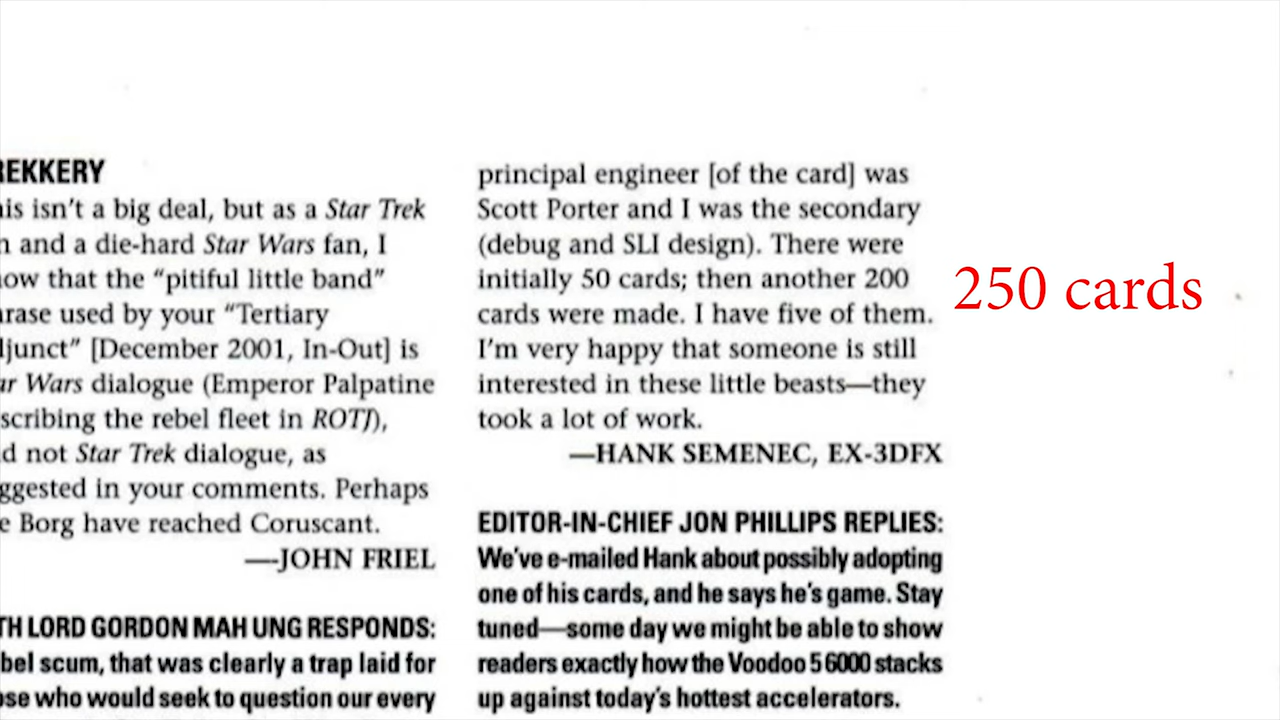 REKKERY
is isn't a big deal, but as a Star Trek
and a die-hard Star Wars fan, I
ow that the "pitiful little band"
rase used by your "Tertiary
ljunct" [December 2001, In-Out] is
ar Wars dialogue (Emperor Palpatine
scribing the rebel fleet in ROTJ),
d not Star Trek dialogue, as
ggested in your comments. Perhaps
e Borg have reached Coruscant.
—JOHN FRIEL
TH LORD GORDON MAH UNG RESPONDS:
bel scum, that was clearly a trap laid for
ose who would seek to question our every
principal engineer [of the card] was
Scott Porter and I was the secondary
(debug and SLI design). There were
initially 50 cards; then another 200
cards were made. I have five of them.
I'm very happy that someone is still
interested in these little beasts—they
took a lot of work.
—HANK SEMENEC, EX-3DFX
EDITOR-IN-CHIEF JON PHILLIPS REPLIES:
We've e-mailed Hank about possibly adopting
one of his cards, and he says he's game. Stay
tuned—some day we might be able to show
readers exactly how the Voodoo 5 6000 stacks
up against today's hottest accelerators.
250 cards